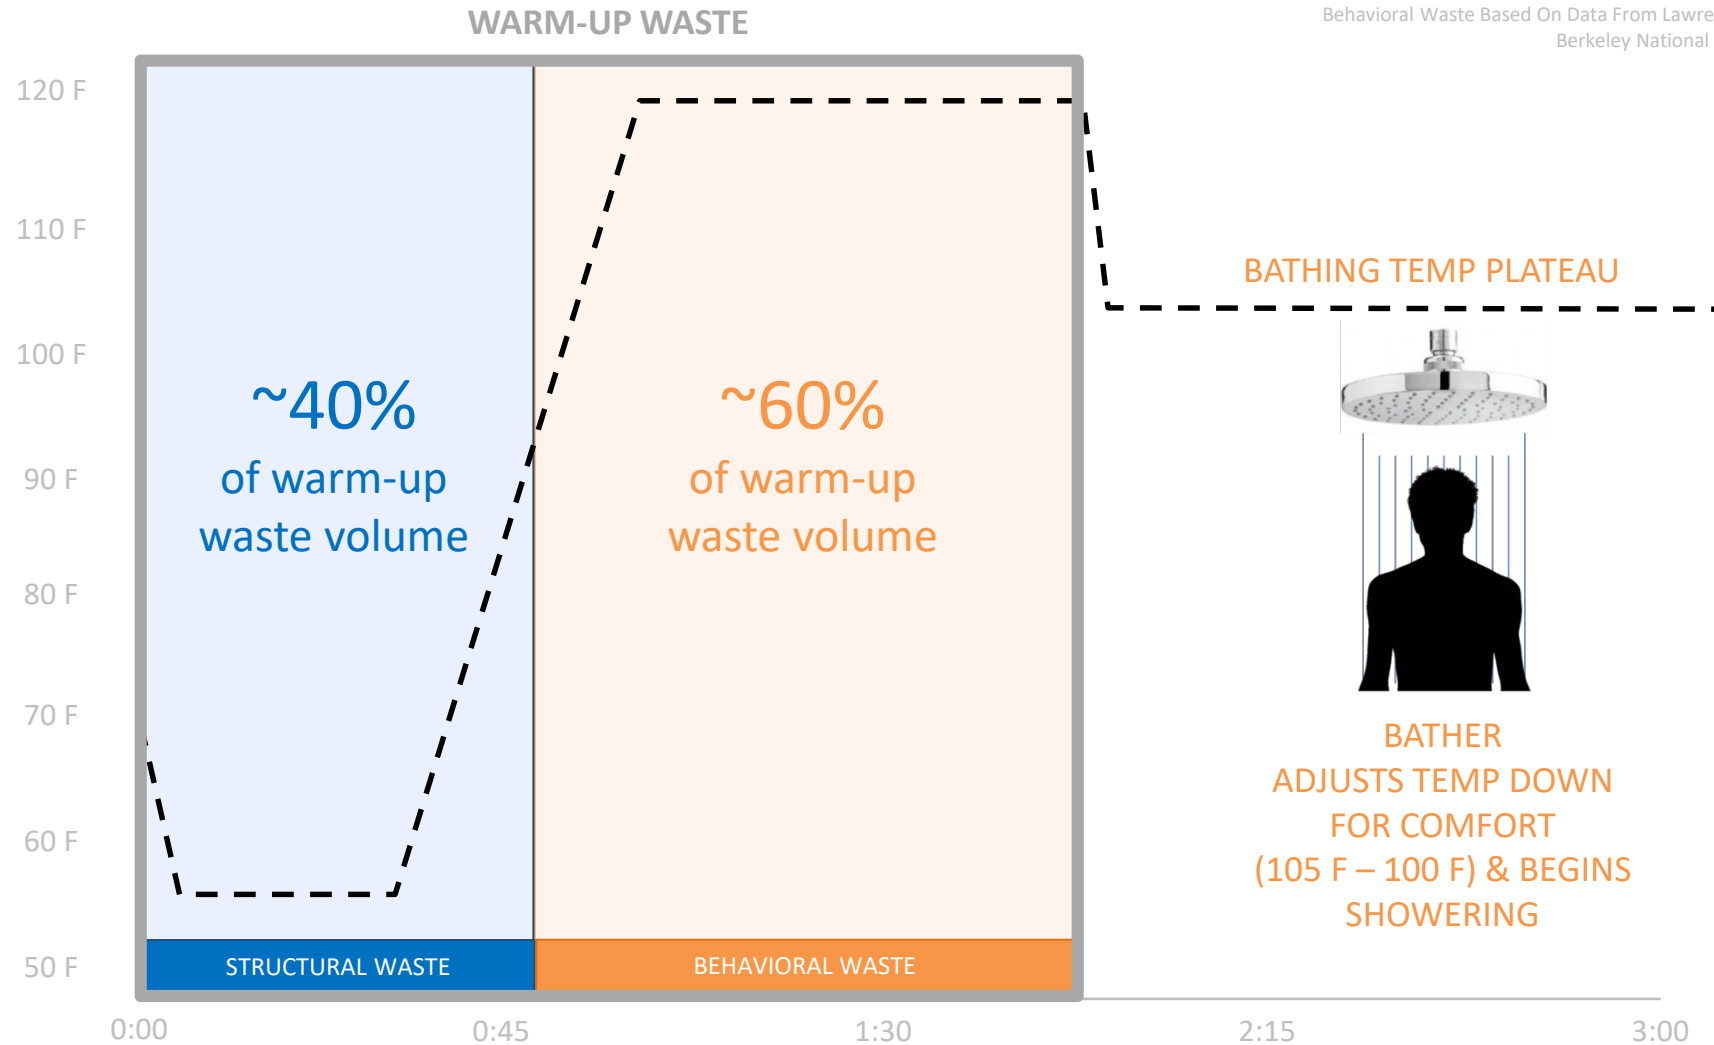 WARM-UP WASTE
Behavioral Waste Based On Data From Lawre
Berkeley National
120 F
110 F
100 F
90 F
80 F
70 F
60 F
50 F
~40%
of warm-up
waste volume
~60%
of warm-up
waste volume
STRUCTURAL WASTE
BEHAVIORAL WASTE
BATHING TEMP PLATEAU
BATHER
ADJUSTS TEMP DOWN
FOR COMFORT
(105 F – 100 F) & BEGINS
SHOWERING
0:00
0:45
1:30
2:15
3:00